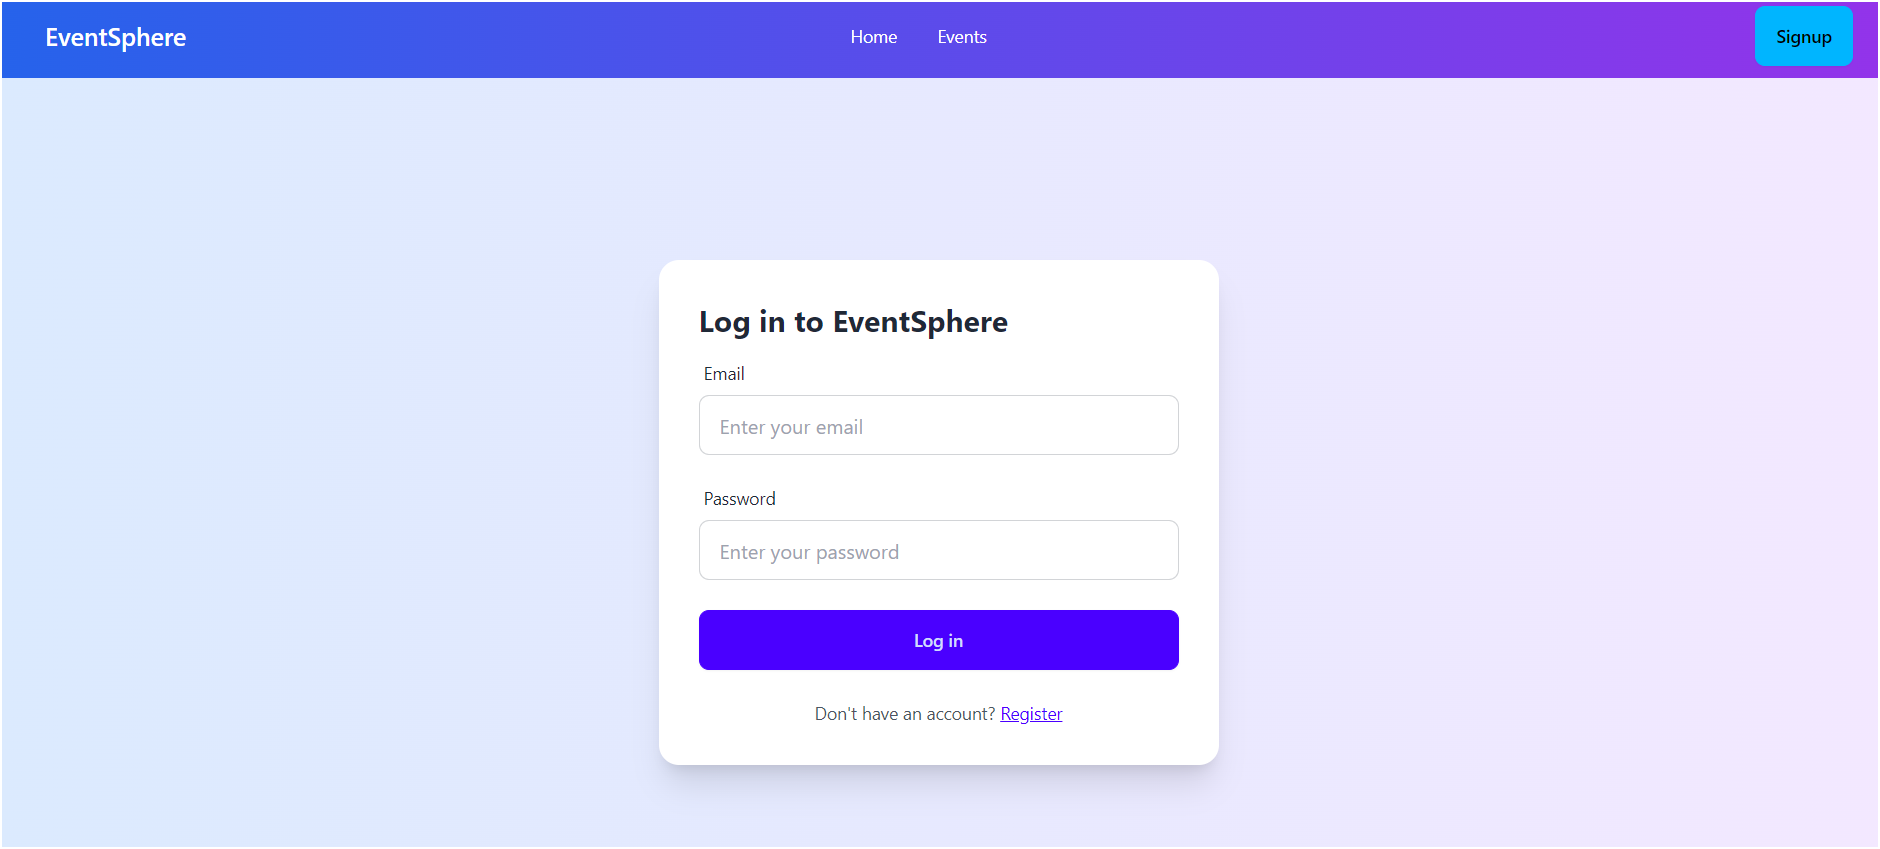 EventSphere Home Events Signup
Log in to EventSphere
Email
Enter your email
Password
Enter your password
Log in
Don't have an account? Register